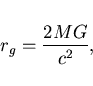 r_g = \frac{2MG}{c^2},